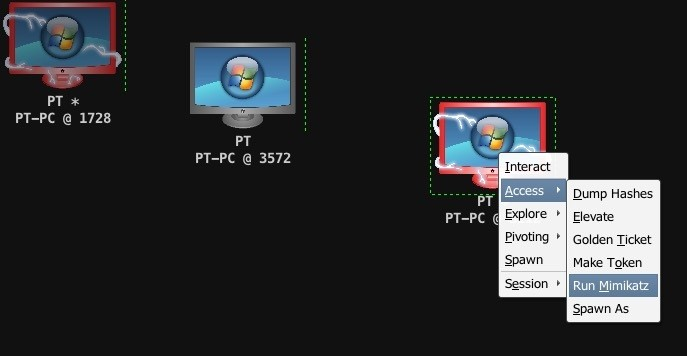 PT *
PT-PC @ 1728
PT
PT-PC @ 3572
PT
PT-PC @
Interact
Access
Explore
Pivoting
Spawn
Session
Dump Hashes
Elevate
Golden Ticket
Make Token
Run Mimikatz
Spawn As